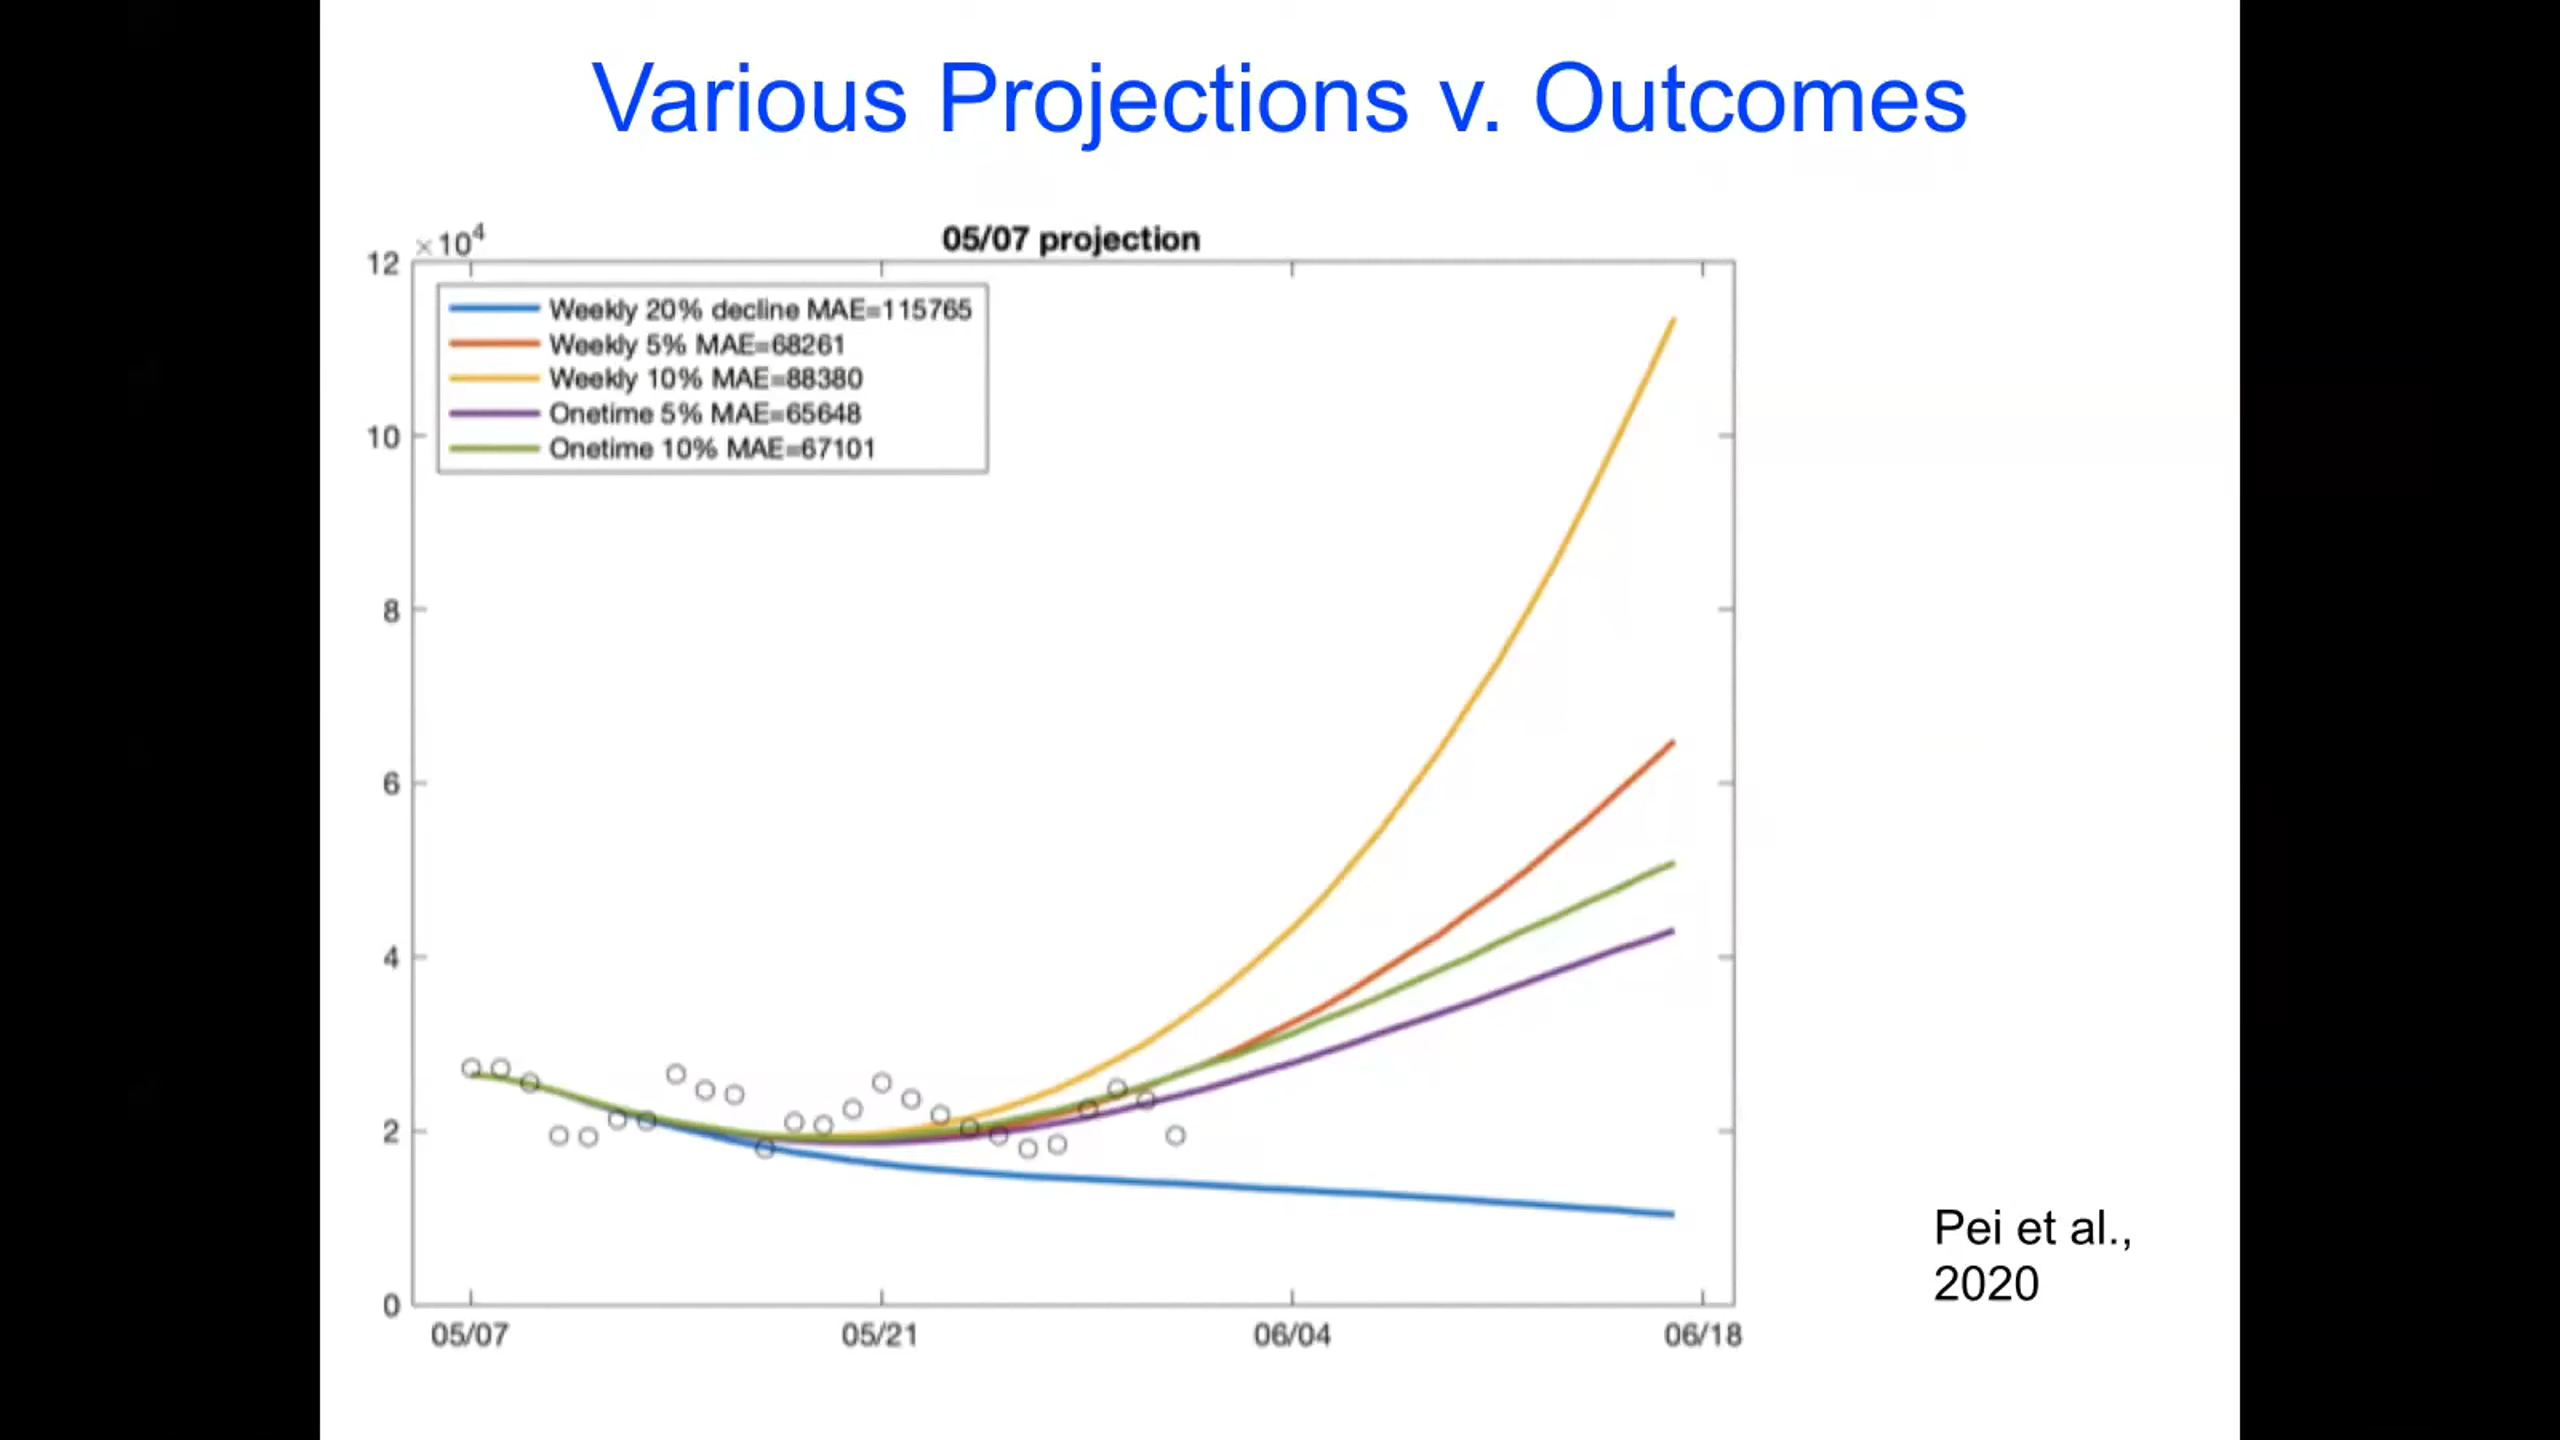 Various Projections v. Outcomes
×10⁴
05/07 projection
12
10
8
6
4
2
0
Weekly 20% decline MAE=115765
Weekly 5% MAE=68261
Weekly 10% MAE=88380
Onetime 5% MAE=65648
Onetime 10% MAE=67101
05/07
05/21
06/04
06/18
Pei et al.,
2020